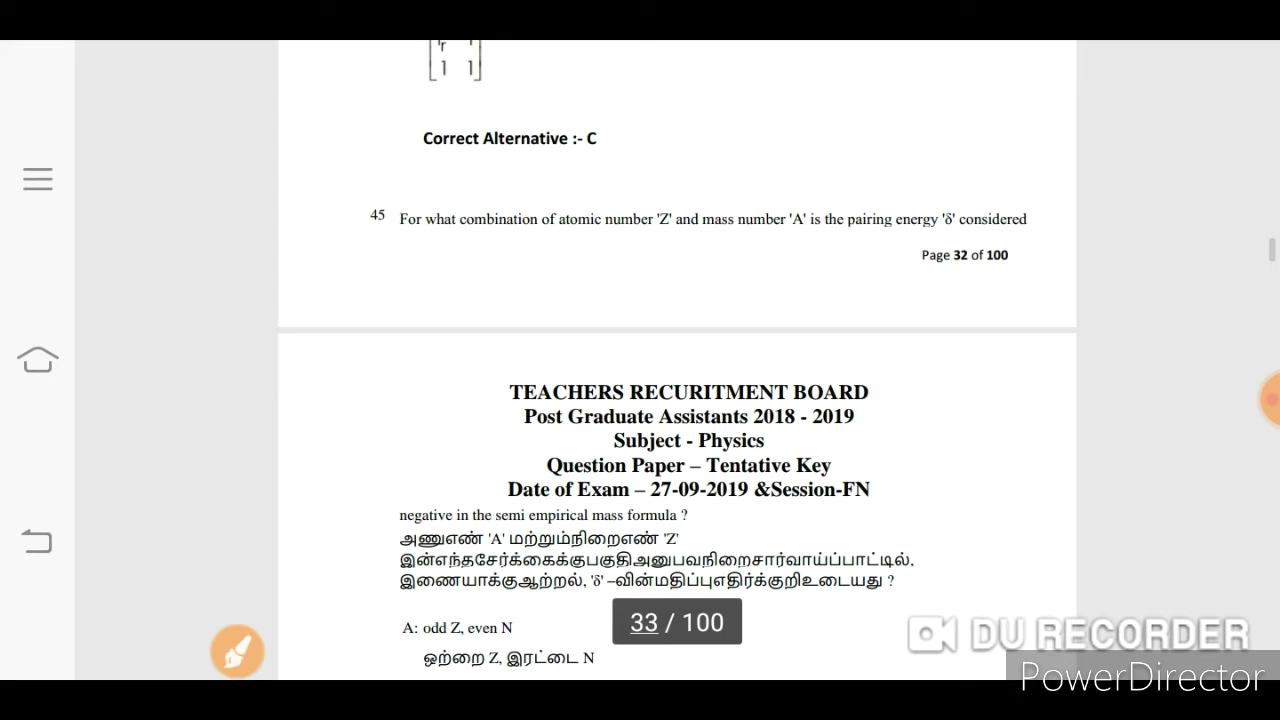 1 1
Correct Alternative :- C
45 For what combination of atomic number 'Z' and mass number 'A' is the pairing energy 'δ' considered
Page 32 of 100
TEACHERS RECURITMENT BOARD
Post Graduate Assistants 2018 - 2019
Subject - Physics
Question Paper – Tentative Key
Date of Exam – 27-09-2019 &Session-FN
negative in the semi empirical mass formula ?
அணுஎண் 'A' மற்றும்நிறைஎண் 'Z'
இன்எந்தசேர்க்கைக்குபகுதிஅனுபவநிறைசார்வாய்ப்பாட்டில்,
இணையாக்குஆற்றல், 'δ' –வின்மதிப்புஎதிர்க்குறிஉடையது ?
33 / 100
A: odd Z, even N
ஒற்றை Z, இரட்டை N
DU RECORDER
PowerDirector